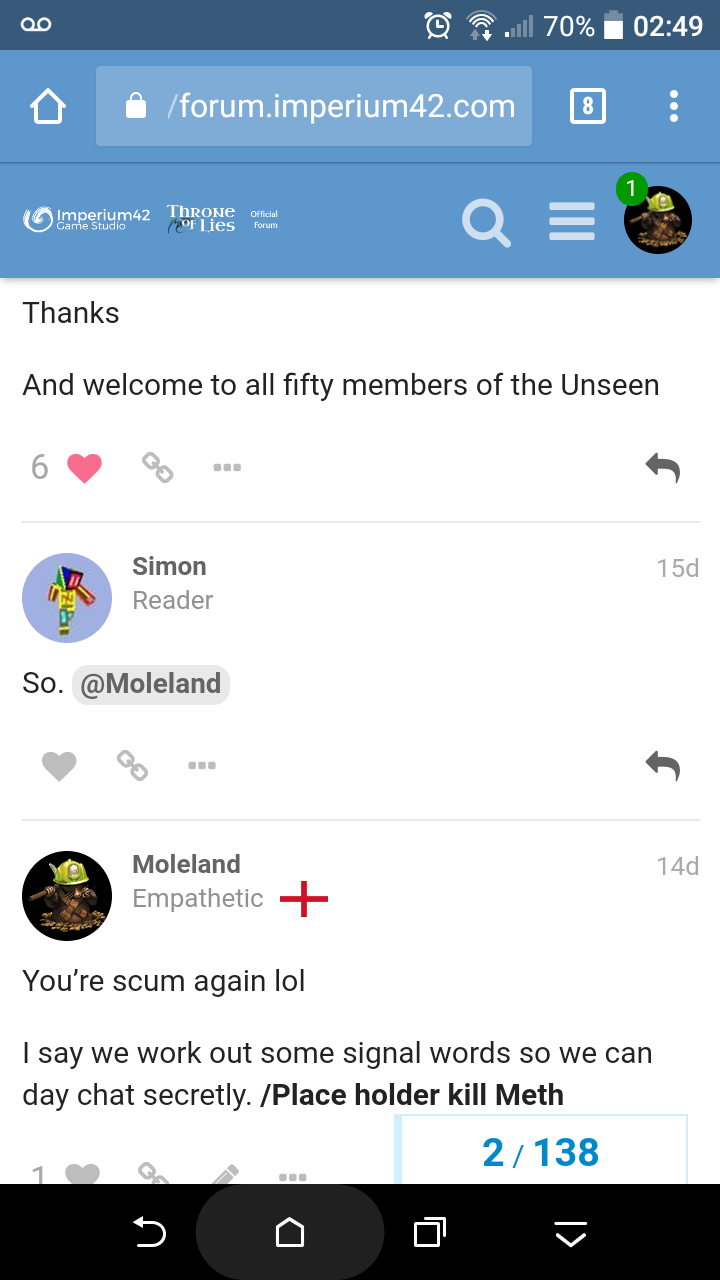 70% 02:49
/forum.imperium42.com 8
Imperium42 Game Studio THRONE OF LIES Official Forum 1
Thanks
And welcome to all fifty members of the Unseen
6
Simon 15d
Reader
So. @Moleland
Moleland 14d
Empathetic
You’re scum again lol
I say we work out some signal words so we can
day chat secretly. /Place holder kill Meth
2 / 138
1